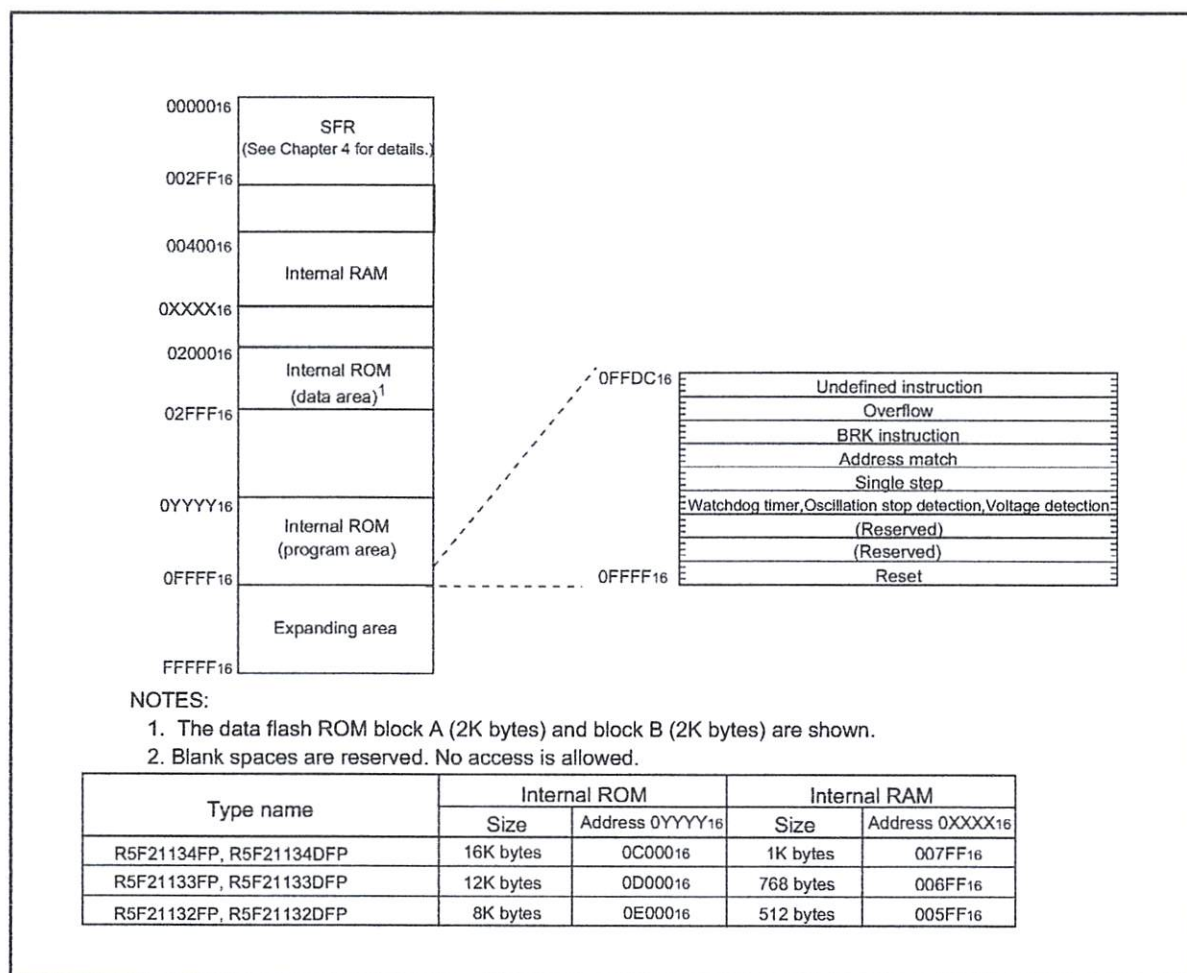 0000016
SFR
(See Chapter 4 for details.)
002FF16
0040016
Internal RAM
0XXXX16
0200016
Internal ROM
(data area)1
02FFF16
0YYYY16
Internal ROM
(program area)
0FFFF16
Expanding area
FFFFF16
0FFDC16
Undefined instruction
Overflow
BRK instruction
Address match
Single step
Watchdog timer,Oscillation stop detection,Voltage detection
(Reserved)
(Reserved)
0FFFF16
Reset
NOTES:
1. The data flash ROM block A (2K bytes) and block B (2K bytes) are shown.
2. Blank spaces are reserved. No access is allowed.
Type name Internal ROM Internal RAM
Size Address 0YYYY16 Size Address 0XXXX16
R5F21134FP, R5F21134DFP 16K bytes 0C00016 1K bytes 007FF16
R5F21133FP, R5F21133DFP 12K bytes 0D00016 768 bytes 006FF16
R5F21132FP, R5F21132DFP 8K bytes 0E00016 512 bytes 005FF16